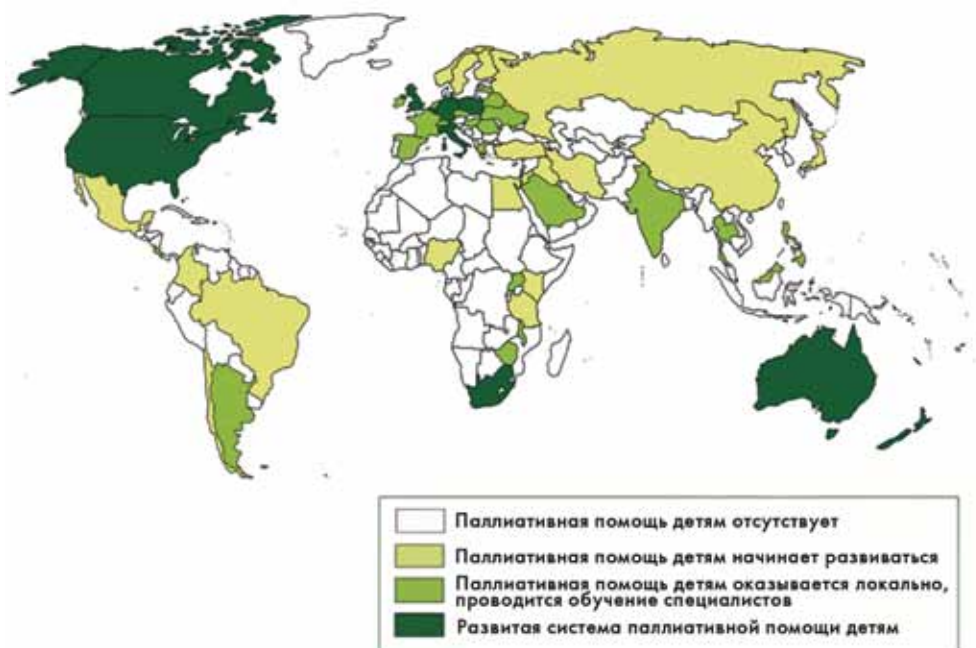 Паллиативная помощь детям отсутствует
Паллиативная помощь детям начинает развиваться
Паллиативная помощь детям оказывается локально,
проводится обучение специалистов
Развитая система паллиативной помощи детям